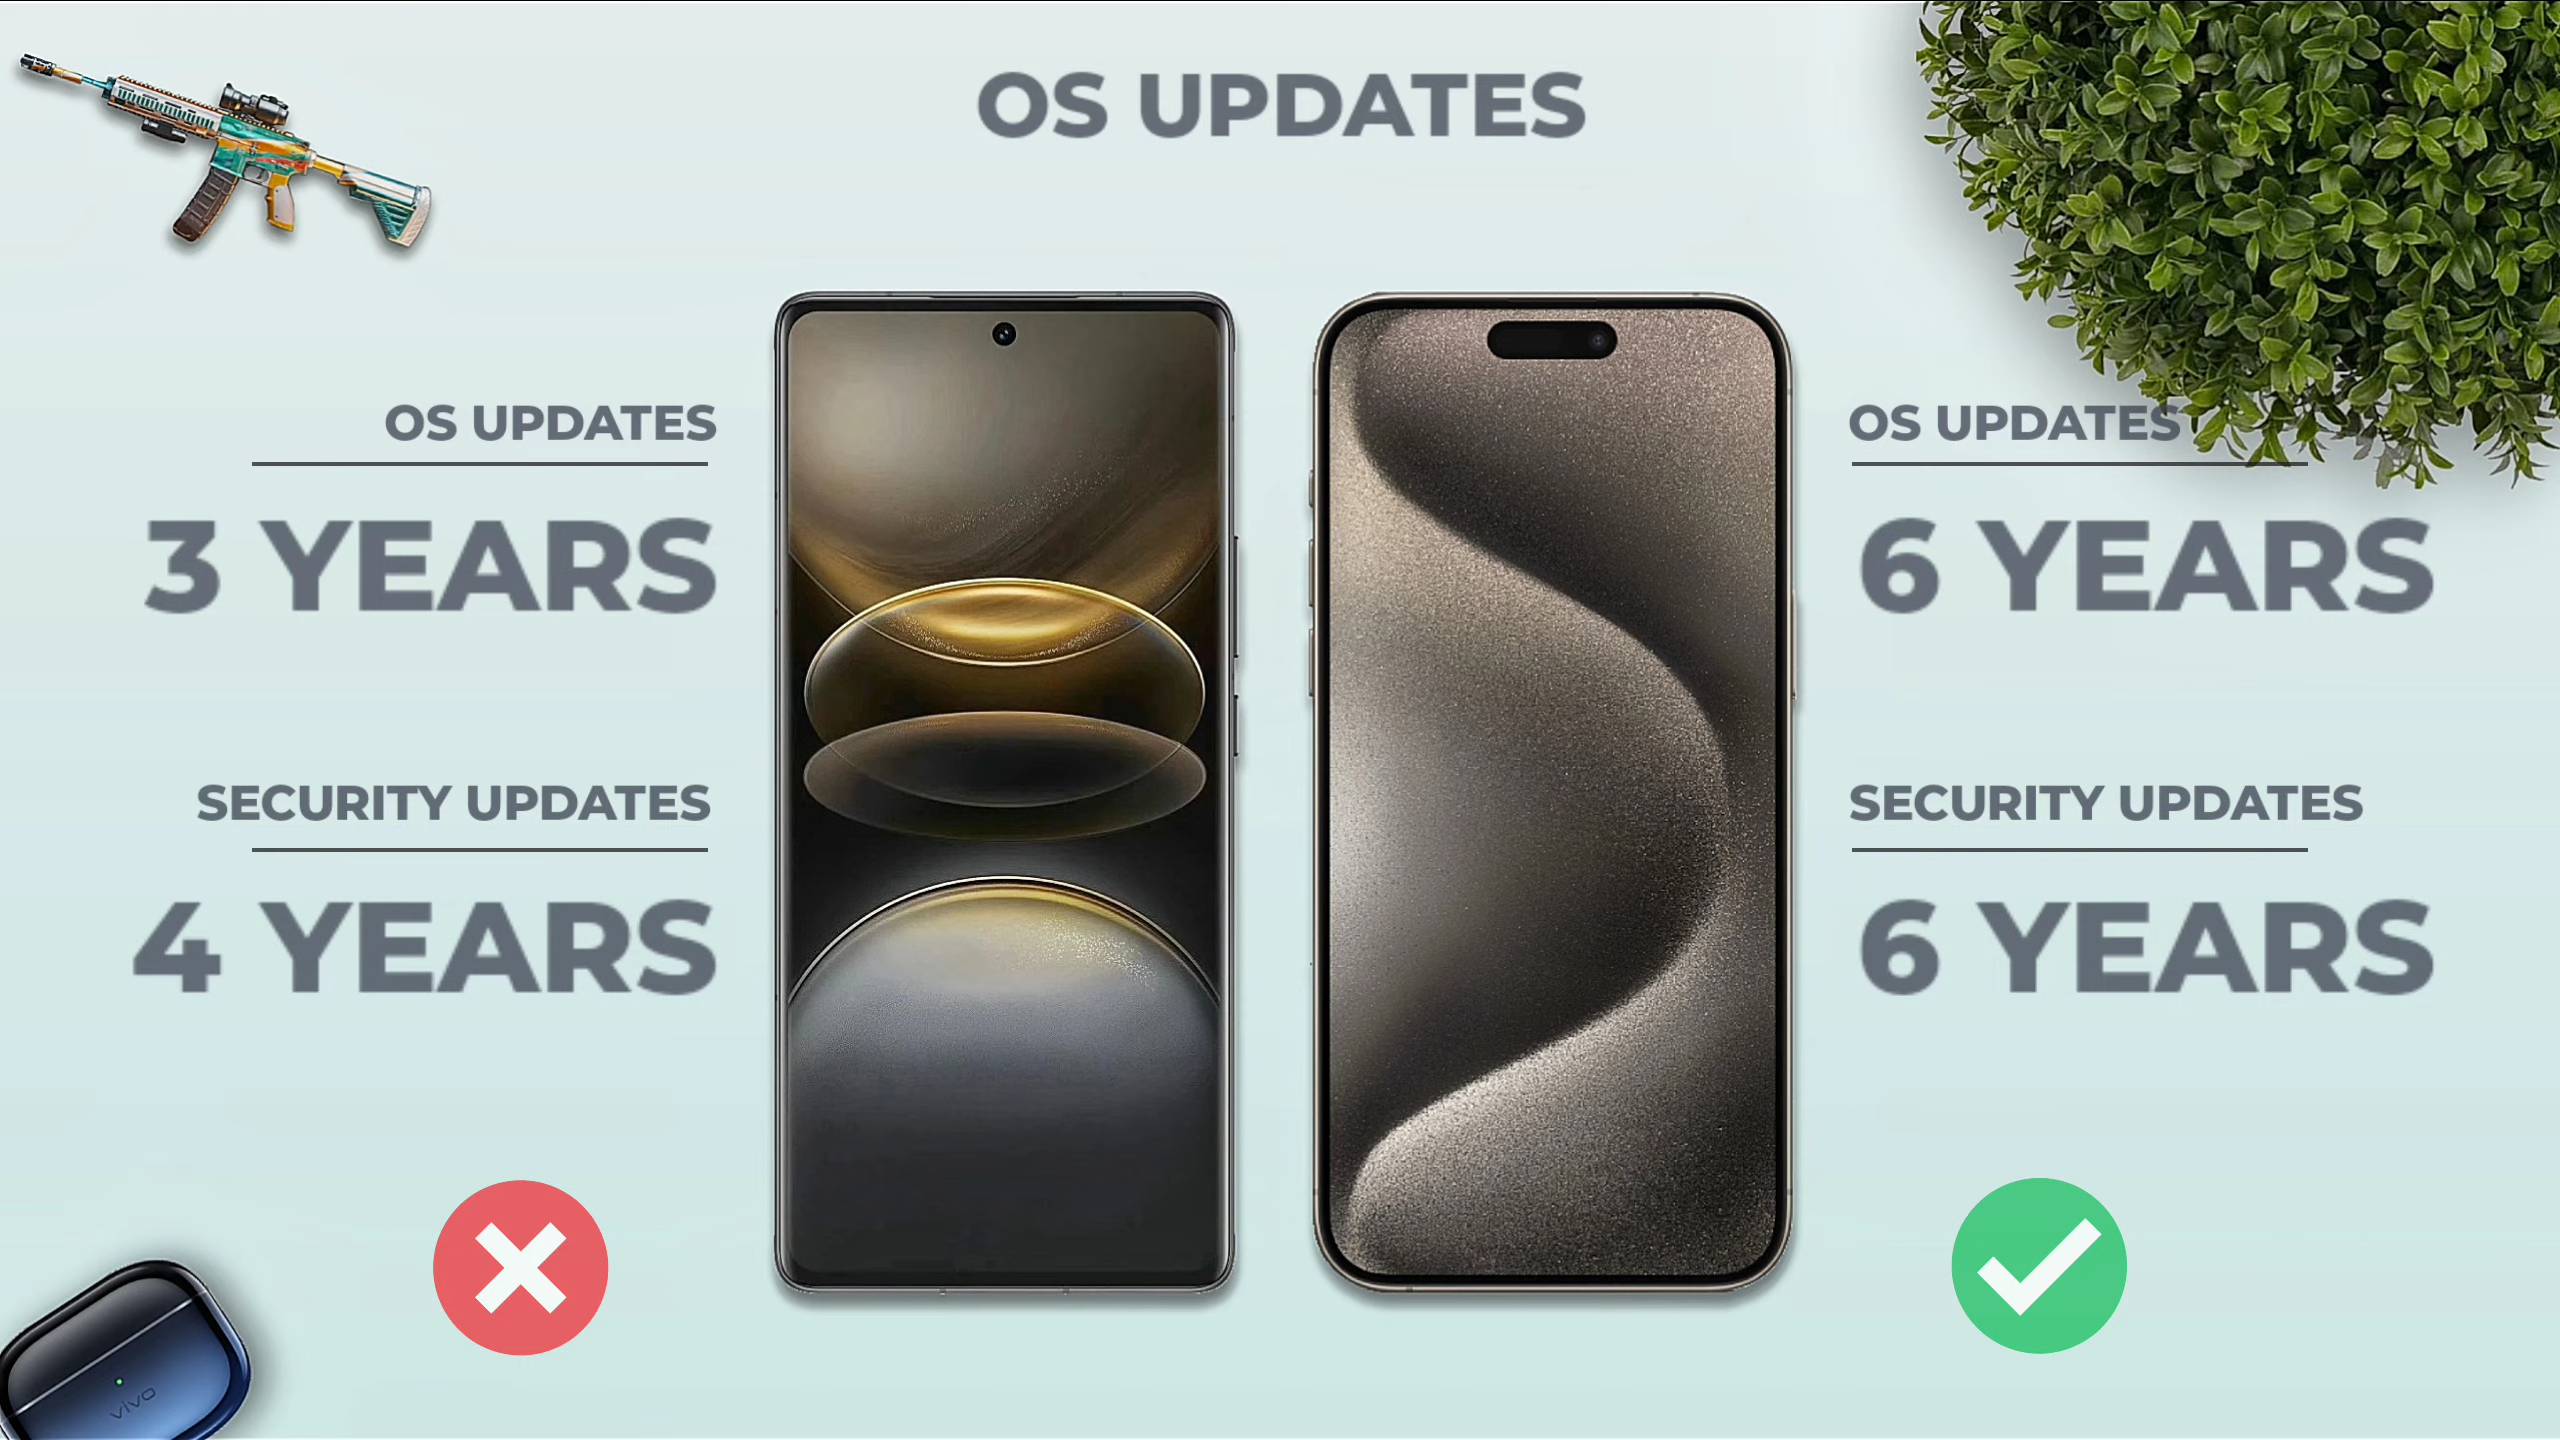 OS UPDATES
OS UPDATES
3 YEARS
SECURITY UPDATES
4 YEARS
OS UPDATES
6 YEARS
SECURITY UPDATES
6 YEARS
vivo